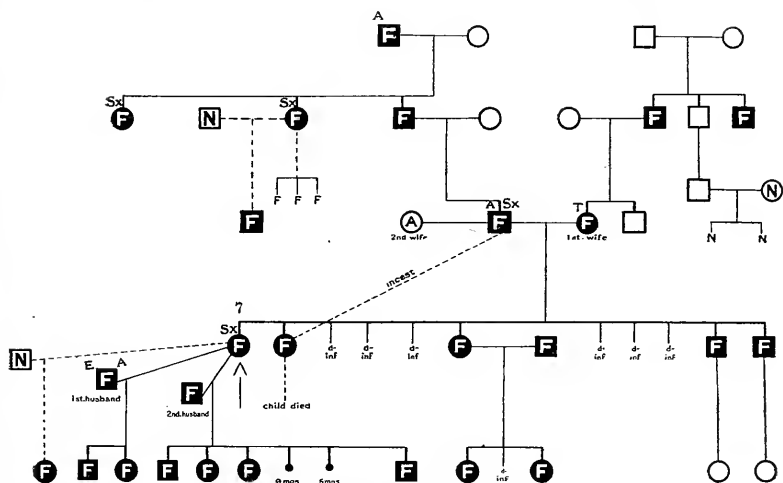 A
F
Sx Sx
F N F F F F
F F F
F
A Sx T
A F F N
2nd. wife 1st. wife
N N
incest
7
Sx
F F d- inf d- inf d- inf F F d- inf d- inf d- inf F F
N
E A
F
1st. husband
F
2nd. husband
child died
F F F F F F F F F
9 mos 6 mos
d- inf